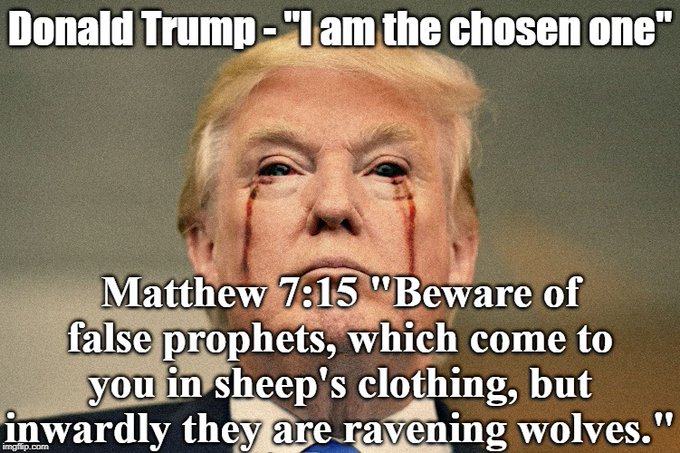 Donald Trump - "I am the chosen one"
Matthew 7:15 "Beware of
false prophets, which come to
you in sheep's clothing, but
inwardly they are ravening wolves."
imgflip.com